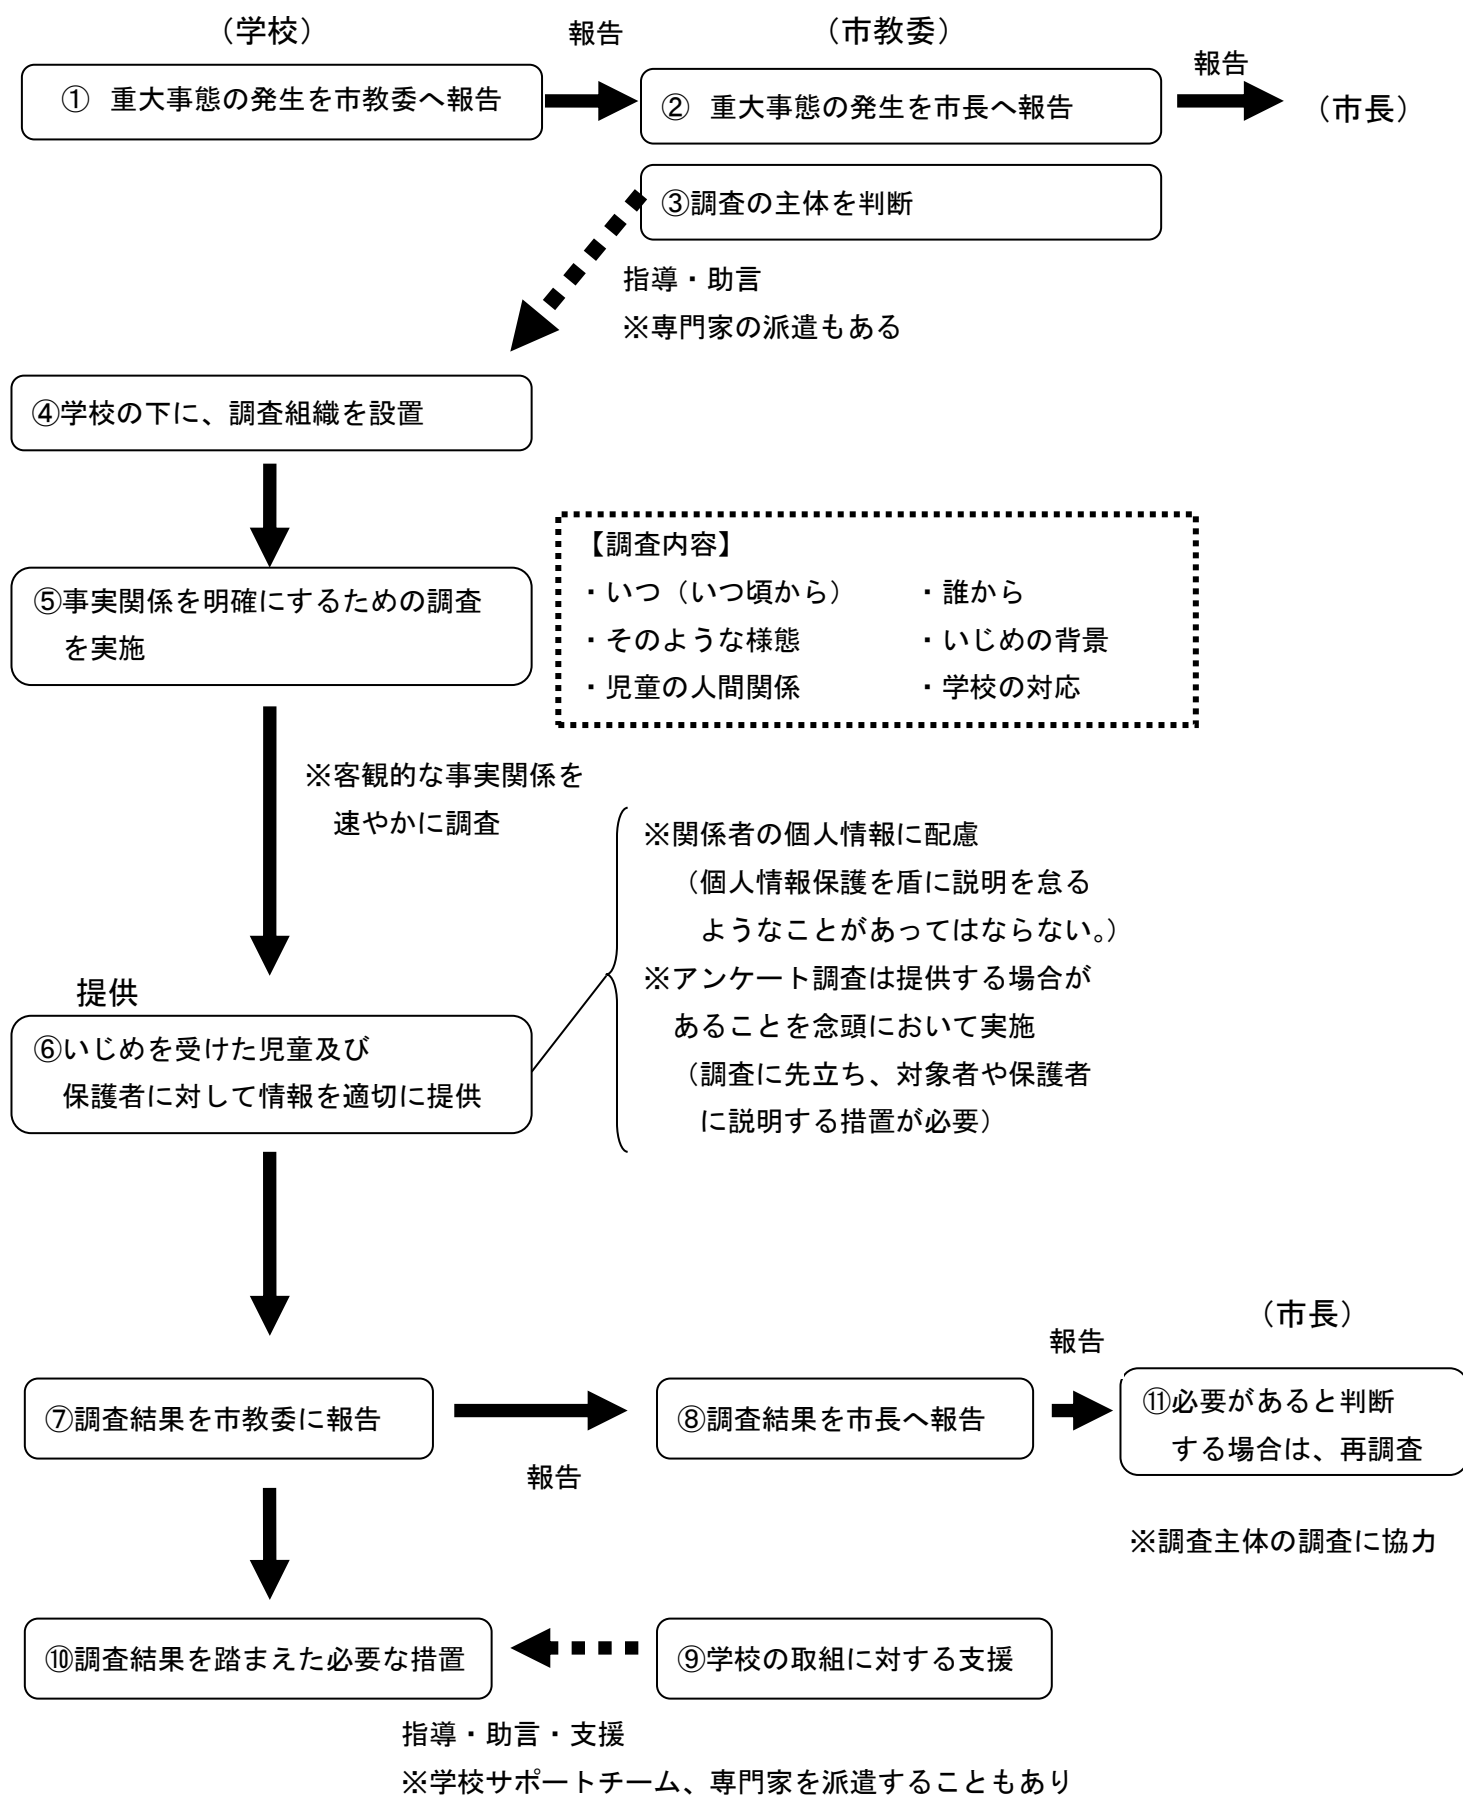 （学校）
報告
（市教委）
報告
① 重大事態の発生を市教委へ報告
② 重大事態の発生を市長へ報告
（市長）
③調査の主体を判断
指導・助言
※専門家の派遣もある
④学校の下に、調査組織を設置
⑤事実関係を明確にするための調査
を実施
【調査内容】
・いつ（いつ頃から） ・誰から
・そのような様態 ・いじめの背景
・児童の人間関係 ・学校の対応
※客観的な事実関係を
速やかに調査
※関係者の個人情報に配慮
（個人情報保護を盾に説明を怠る
ようなことがあってはならない。）
※アンケート調査は提供する場合が
あることを念頭において実施
（調査に先立ち、対象者や保護者
に説明する措置が必要）
提供
⑥いじめを受けた児童及び
保護者に対して情報を適切に提供
（市長）
報告
⑦調査結果を市教委に報告
報告
⑧調査結果を市長へ報告
⑪必要があると判断
する場合は、再調査
※調査主体の調査に協力
⑩調査結果を踏まえた必要な措置
⑨学校の取組に対する支援
指導・助言・支援
※学校サポートチーム、専門家を派遣することもあり